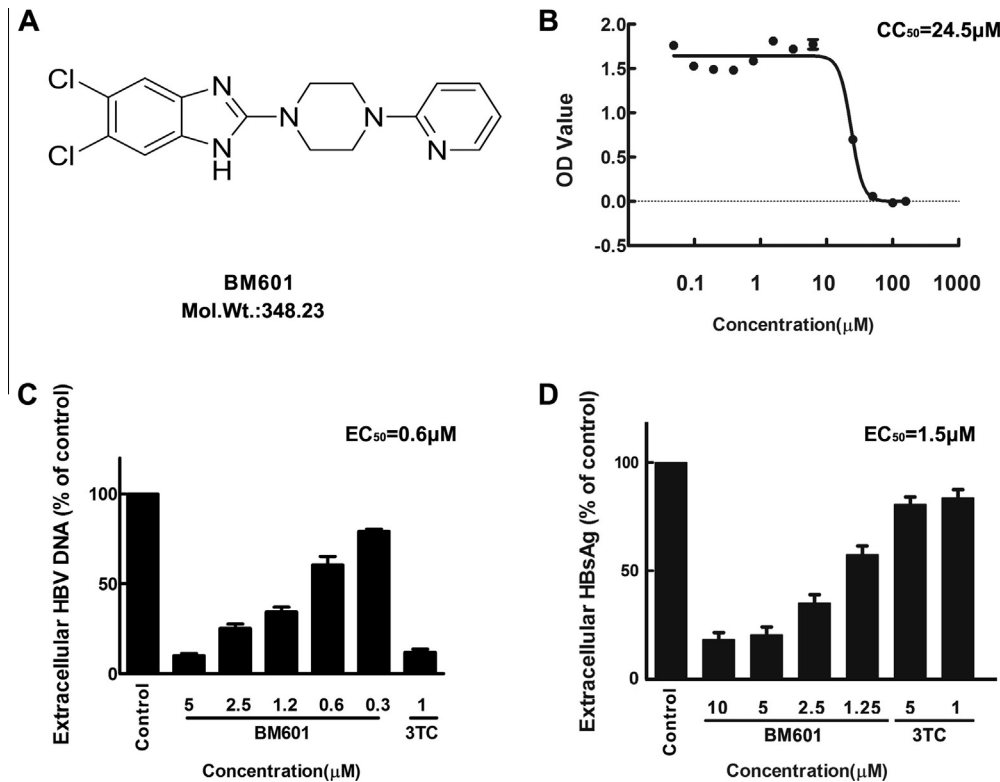 A
Cl
Cl
N
N
H
N
N
N
BM601
Mol.Wt.:348.23
B
CC50=24.5μM
OD Value
2.0
1.5
1.0
0.5
0.0
-0.5
0.1
1
10
100
1000
Concentration(μM)
C
EC50=0.6μM
Extracellular HBV DNA (% of control)
100
50
0
Control
5
2.5
1.2
0.6
0.3
1
BM601
3TC
Concentration(μM)
D
EC50=1.5μM
Extracellular HBsAg (% of control)
100
50
0
Control
10
5
2.5
1.25
5
1
BM601
3TC
Concentration(μM)